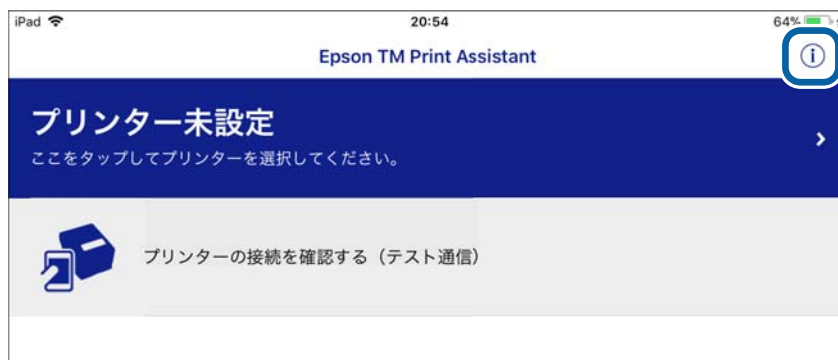 iPad 20:54 64%
Epson TM Print Assistant
プリンター未設定
ここをタップしてプリンターを選択してください。
プリンターの接続を確認する（テスト通信）